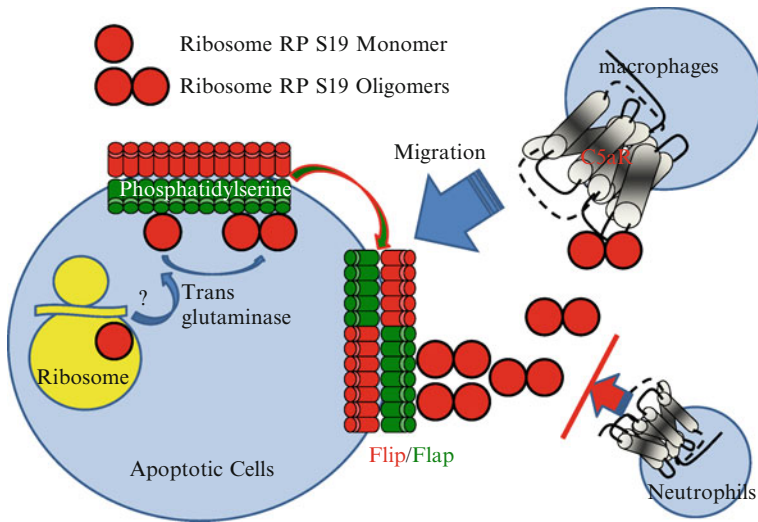 Ribosome RP S19 Monomer
Ribosome RP S19 Oligomers
macrophages
C5aR
Migration
Phosphatidylserine
?
Trans
glutaminase
Ribosome
Apoptotic Cells
Flip/Flap
Neutrophils